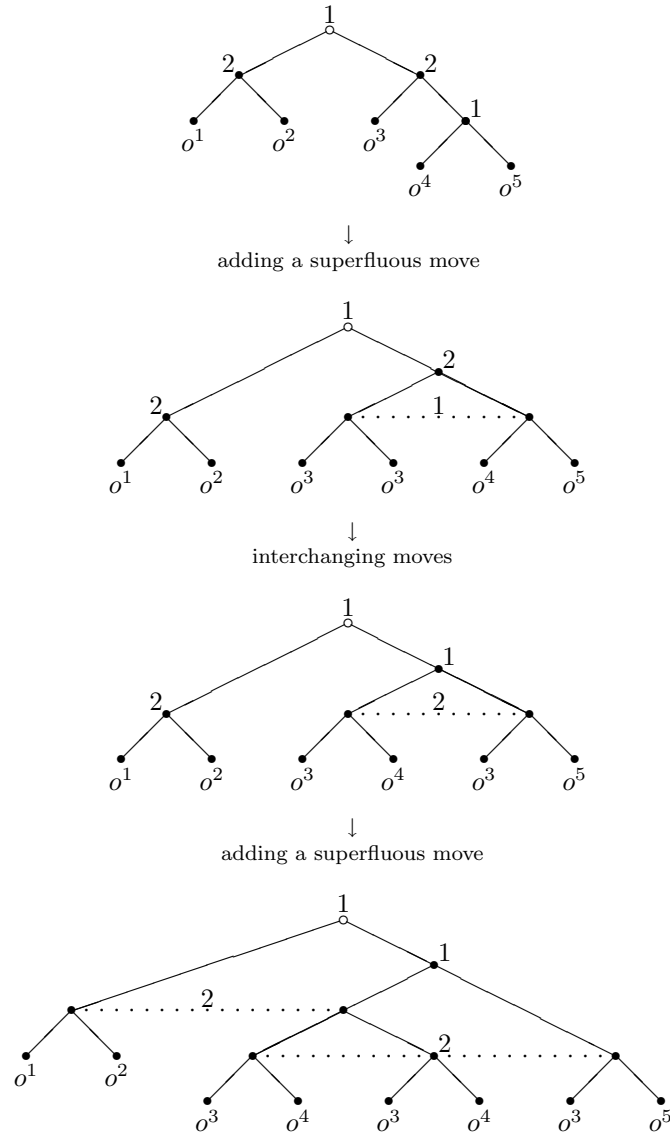 1
2 2
o¹ o² o³ 1
o⁴ o⁵
↓
adding a superfluous move
1
2
2 1
o¹ o² o³ o³ o⁴ o⁵
↓
interchanging moves
1
1
2 2
o¹ o² o³ o⁴ o³ o⁵
↓
adding a superfluous move
1
1
2
o¹ o² 2
o³ o⁴ o³ o⁴ o³ o⁵